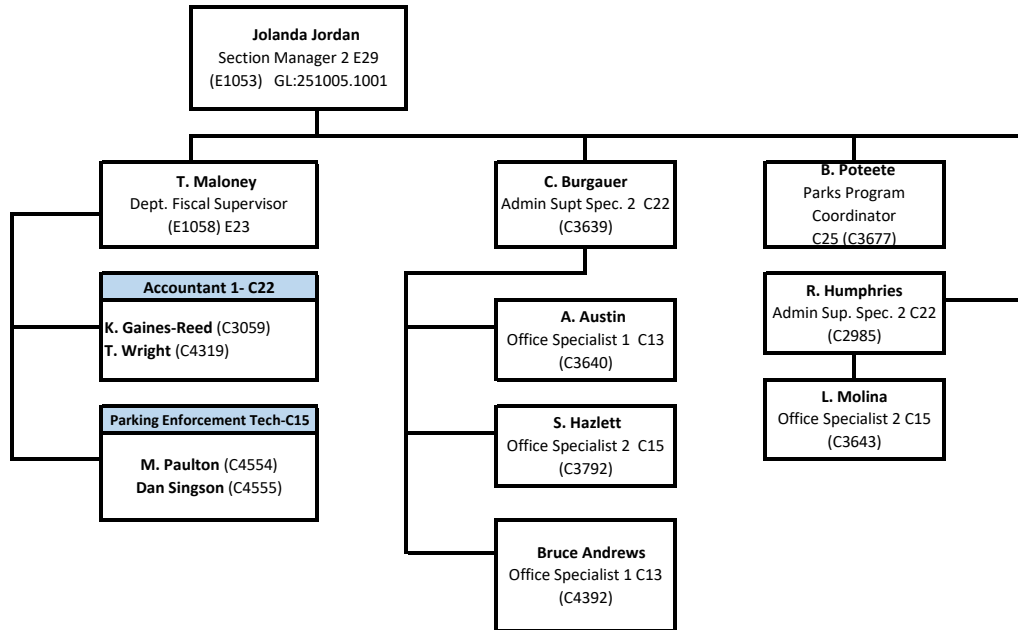 Jolanda Jordan
Section Manager 2 E29
(E1053) GL:251005.1001
T. Maloney
Dept. Fiscal Supervisor
(E1058) E23
Accountant 1- C22
K. Gaines-Reed (C3059)
T. Wright (C4319)
Parking Enforcement Tech-C15
M. Paulton (C4554)
Dan Singson (C4555)
C. Burgauer
Admin Supt Spec. 2 C22
(C3639)
A. Austin
Office Specialist 1 C13
(C3640)
S. Hazlett
Office Specialist 2 C15
(C3792)
Bruce Andrews
Office Specialist 1 C13
(C4392)
B. Poteete
Parks Program
Coordinator
C25 (C3677)
R. Humphries
Admin Sup. Spec. 2 C22
(C2985)
L. Molina
Office Specialist 2 C15
(C3643)